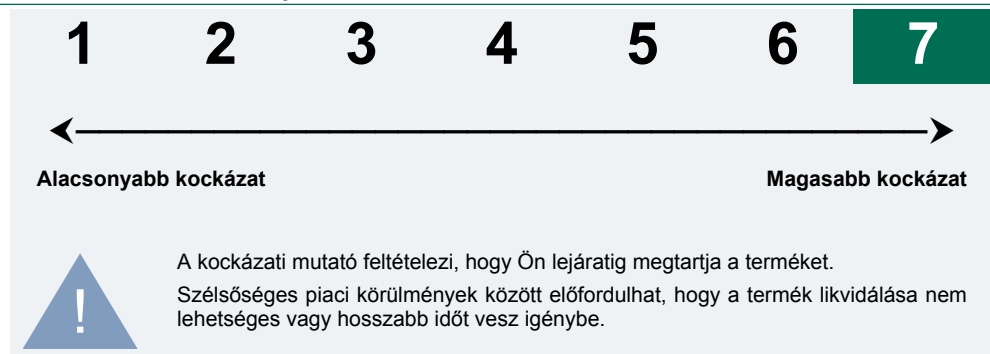 1 2 3 4 5 6 7
Alacsonyabb kockázat Magasabb kockázat
A kockázati mutató feltételezi, hogy Ön lejáratig megtartja a terméket.
Szélsőséges piaci körülmények között előfordulhat, hogy a termék likvidálása nem
lehetséges vagy hosszabb időt vesz igénybe.
!